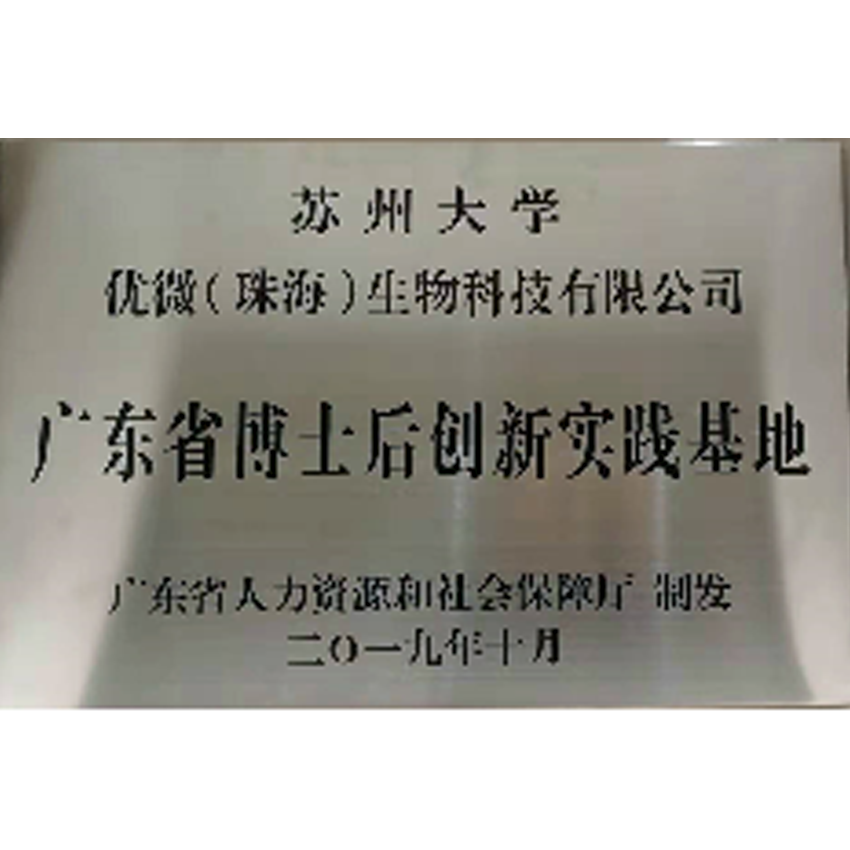 苏州大学
优微（珠海）生物科技有限公司
广东省博士后创新实践基地
广东省人力资源和社会保障厅 制发
二〇一九年十月